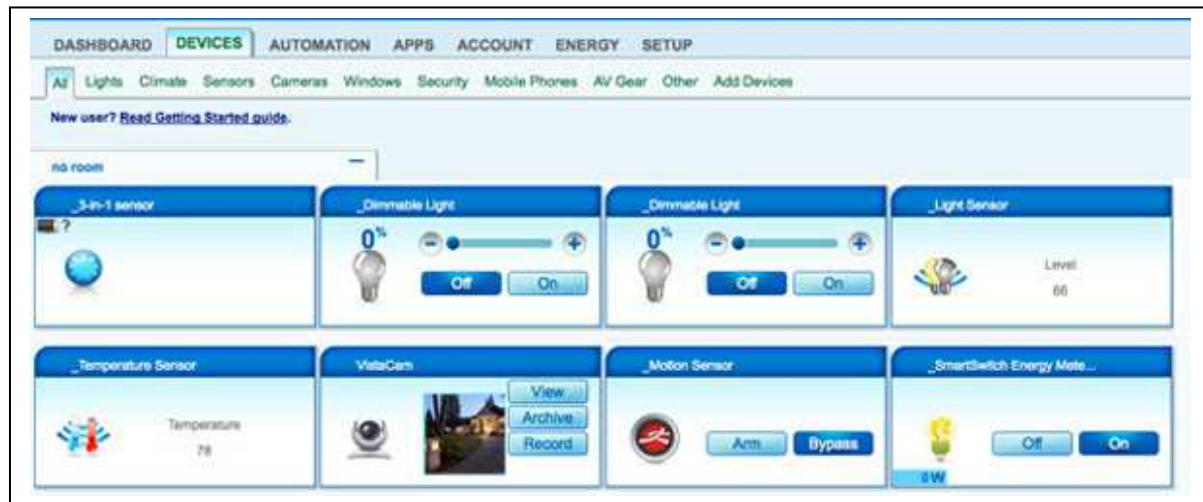 DASHBOARD DEVICES AUTOMATION APPS ACCOUNT ENERGY SETUP
All Lights Climate Sensors Cameras Windows Security Mobile Phones AV Gear Other Add Devices
New user? Read Getting Started guide.
no room
_3-in-1 sensor
?
_Dimmable Light
0%
Off On
_Dimmable Light
0%
Off On
_Light Sensor
Level
66
_Temperature Sensor
Temperature
78
VistaCam
View
Archive
Record
_Motion Sensor
Arm Bypass
_SmartSwitch Energy Mete...
Off On
0 W